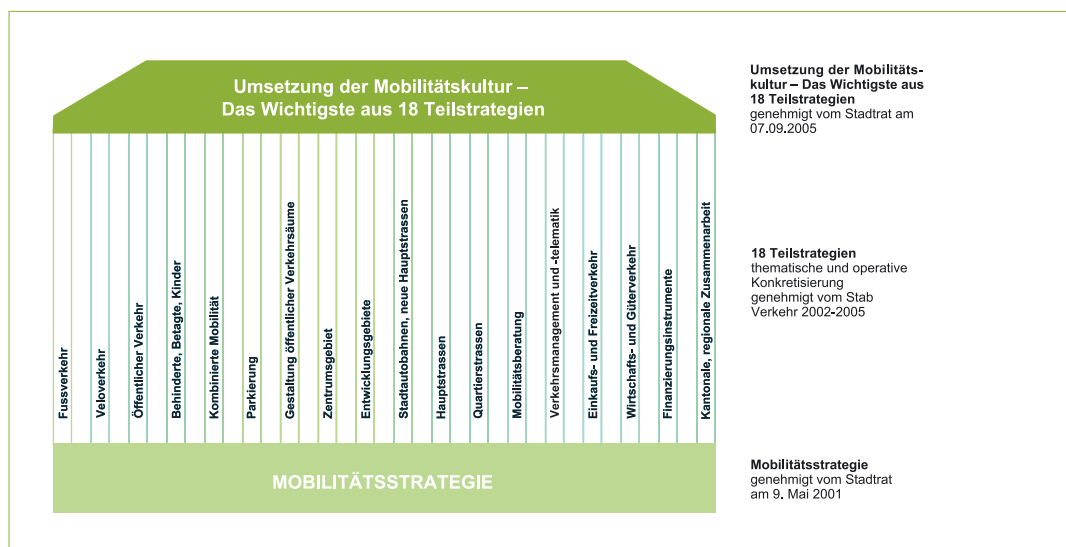 Umsetzung der Mobilitätskultur –
Das Wichtigste aus 18 Teilstrategien
Fussverkehr
Veloverkehr
Öffentlicher Verkehr
Behinderte, Betagte, Kinder
Kombinierte Mobilität
Parkierung
Gestaltung öffentlicher Verkehrsäume
Zentrumsgebiet
Entwicklungsgebiete
Stadtautobahnen, neue Hauptstrassen
Hauptstrassen
Quartierstrassen
Mobilitätsberatung
Verkehrsmanagement und -telematik
Einkaufs- und Freizeitverkehr
Wirtschafts- und Güterverkehr
Finanzierungsinstrumente
Kantonale, regionale Zusammenarbeit
MOBILITÄTSSTRATEGIE
Umsetzung der Mobilitäts-
kultur – Das Wichtigste aus
18 Teilstrategien
genehmigt vom Stadtrat am
07.09.2005
18 Teilstrategien
thematische und operative
Konkretisierung
genehmigt vom Stab
Verkehr 2002-2005
Mobilitätsstrategie
genehmigt vom Stadtrat
am 9. Mai 2001